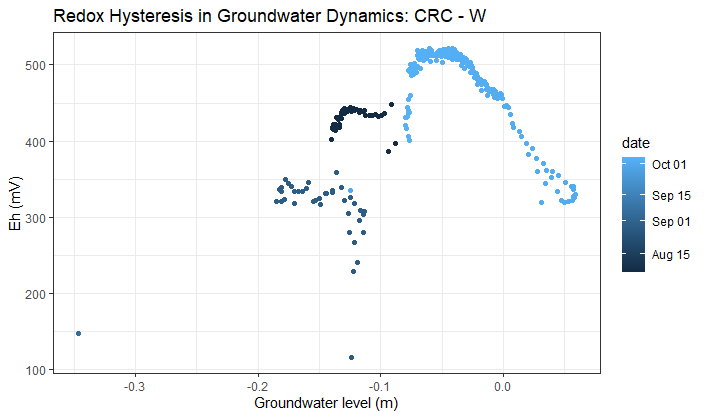 Redox Hysteresis in Groundwater Dynamics: CRC - W
500
400
300
200
100
Eh (mV)
-0.3
-0.2
-0.1
0.0
Groundwater level (m)
date
Oct 01
Sep 15
Sep 01
Aug 15